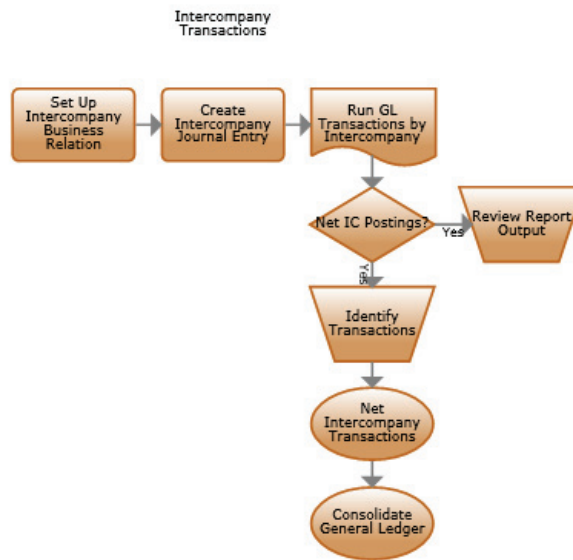 Intercompany
Transactions
Set Up
Intercompany
Business
Relation
Create
Intercompany
Journal Entry
Run GL
Transactions by
Intercompany
Net IC Postings?
Yes
Review Report
Output
Yes
Identify
Transactions
Net
Intercompany
Transactions
Consolidate
General Ledger